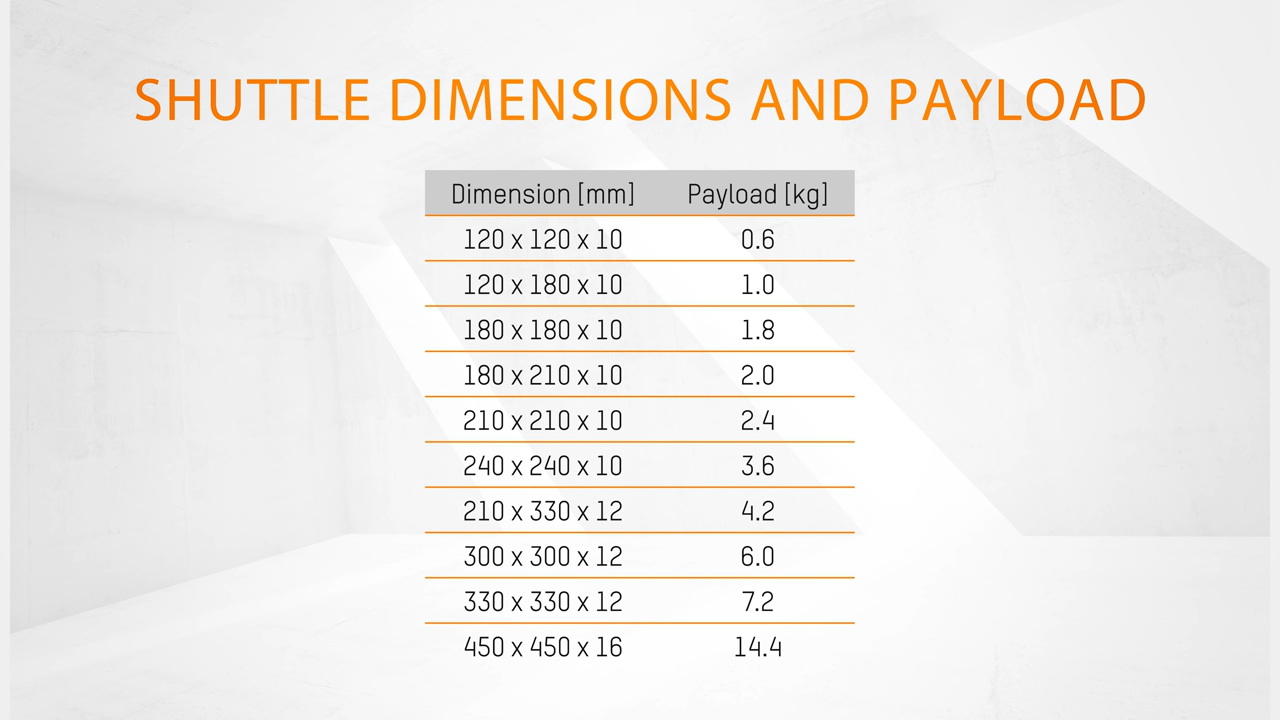 SHUTTLE DIMENSIONS AND PAYLOAD
Dimension [mm] Payload [kg]
120 x 120 x 10 0.6
120 x 180 x 10 1.0
180 x 180 x 10 1.8
180 x 210 x 10 2.0
210 x 210 x 10 2.4
240 x 240 x 10 3.6
210 x 330 x 12 4.2
300 x 300 x 12 6.0
330 x 330 x 12 7.2
450 x 450 x 16 14.4